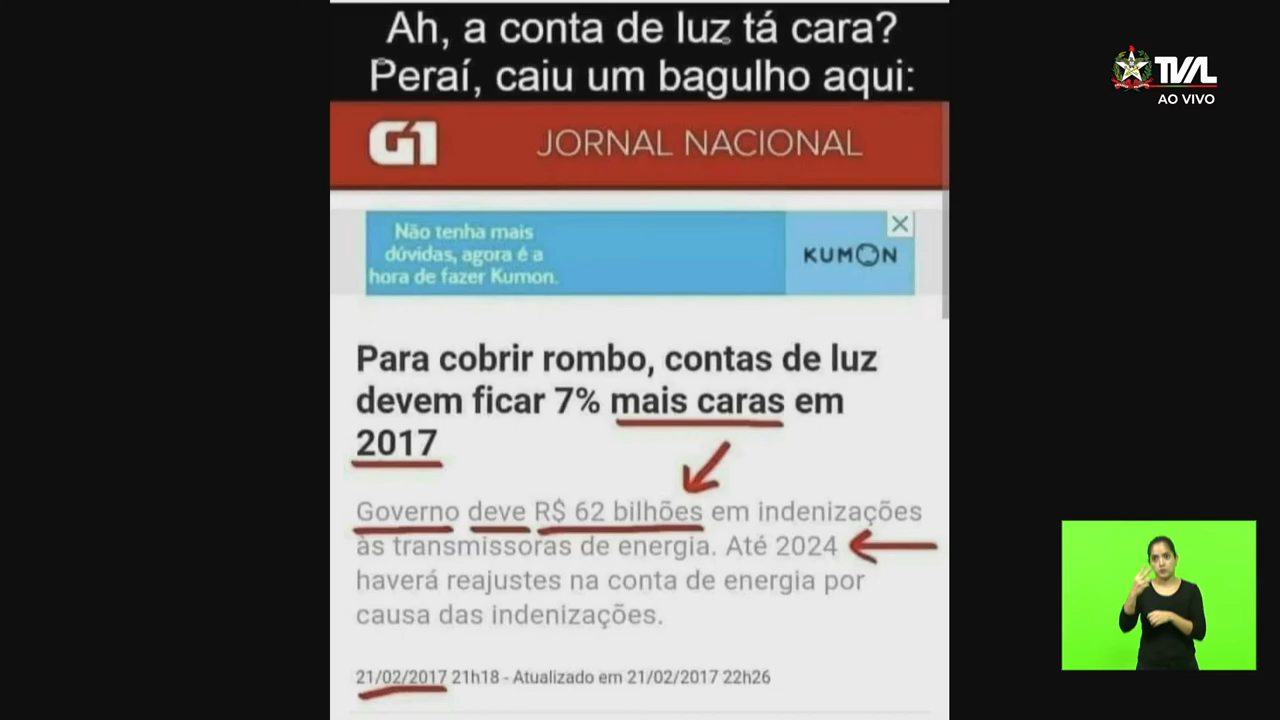 Ah, a conta de luz tá cara?
Peraí, caiu um bagulho aqui:
TVAL
AO VIVO
G1
JORNAL NACIONAL
Não tenha mais
dúvidas, agora é a
hora de fazer Kumon.
KUMON
Para cobrir rombo, contas de luz
devem ficar 7% mais caras em
2017
Governo deve R$ 62 bilhões em indenizações
às transmissoras de energia. Até 2024
haverá reajustes na conta de energia por
causa das indenizações.
21/02/2017 21h18 - Atualizado em 21/02/2017 22h26